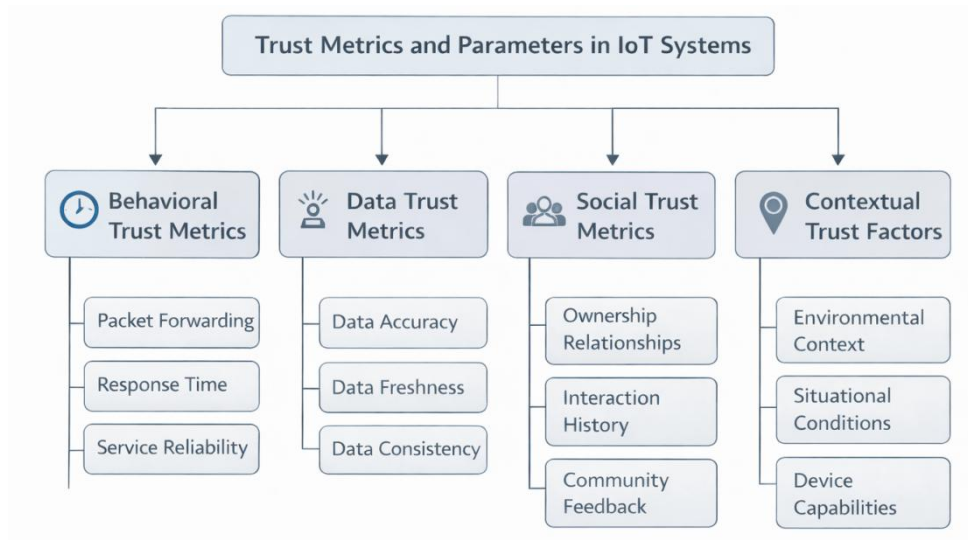 Trust Metrics and Parameters in IoT Systems
Behavioral
Trust Metrics
Packet Forwarding
Response Time
Service Reliability
Data Trust
Metrics
Data Accuracy
Data Freshness
Data Consistency
Social Trust
Metrics
Ownership
Relationships
Interaction
History
Community
Feedback
Contextual
Trust Factors
Environmental
Context
Situational
Conditions
Device
Capabilities